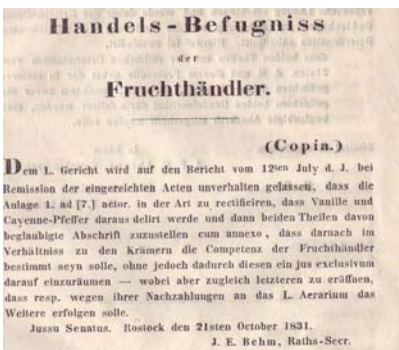 Handels-Befugniss
der
Fruchthändler.
(Copia.)
Dem L. Gericht wird auf den Bericht vom 12ten July d. J. bei
Remission der eingereichten Acten unverhalten gelassen, dass die
Anlage 1. ad [7.] actor. in der Art zu rectifieiren, dass Vanille und
Cayenne-Pfeffer daraus delirt werde und dann beiden Theilen davon
beglaubigte Abschrift zuzustellen cum annexo, dass darnach im
Verhältniss zu den Krämern die Competenz der Fruchthändler
bestimmt seyn solle, ohne jedoch dadurch diesen ein jus exclusivum
darauf einzuräumen — wobei aber zugleich letzteren zu eröffnen,
dass resp. wegen ihrer Nachzahlungen an das L. Aerarium das
Weitere erfolgen solle.
Jussu Senatus. Rostock den 21sten October 1831.
J. E. Behm, Raths-Secr.